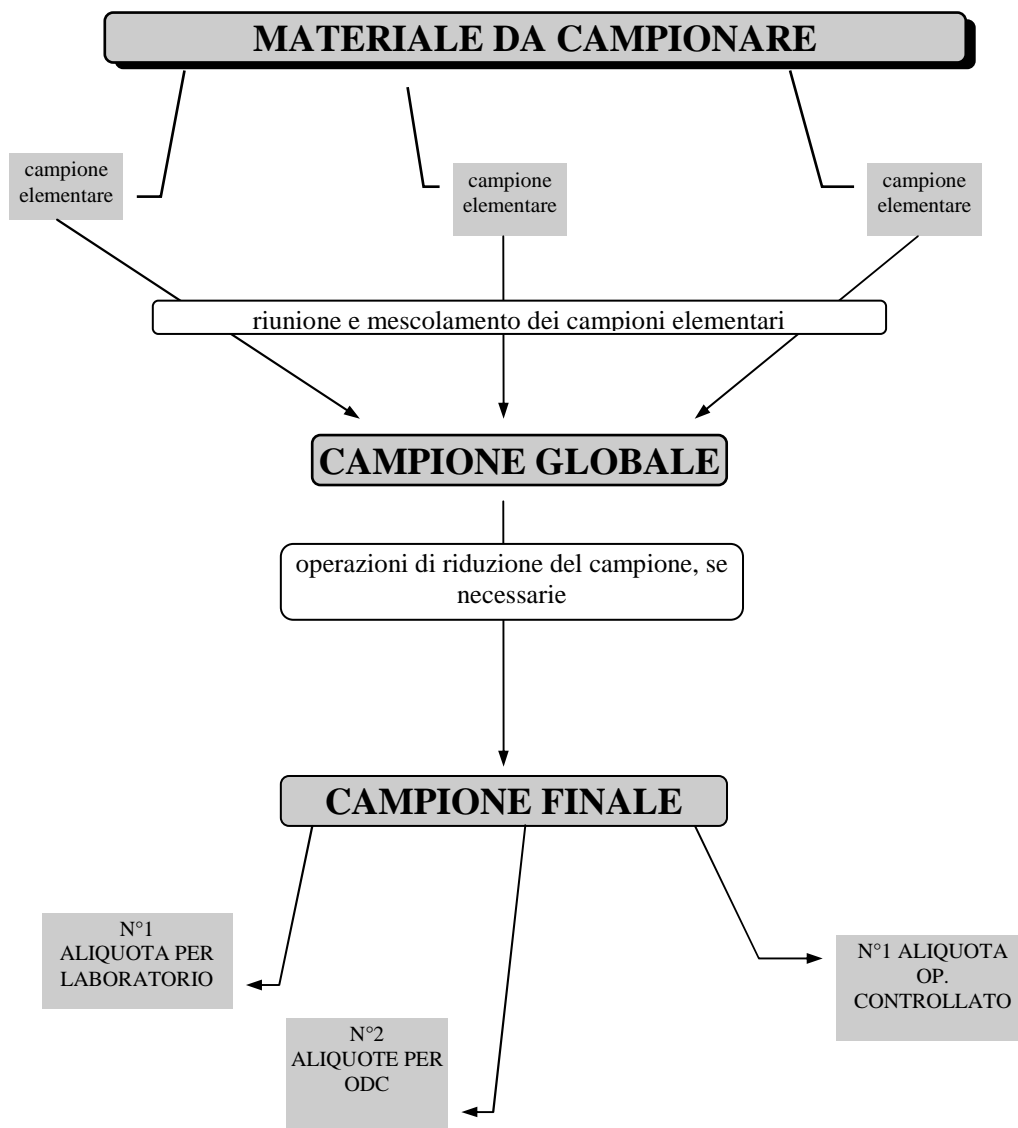 MATERIALE DA CAMPIONARE
campione
elementare
campione
elementare
campione
elementare
riunione e mescolamento dei campioni elementari
CAMPIONE GLOBALE
operazioni di riduzione del campione, se
necessarie
CAMPIONE FINALE
N°1
ALIQUOTA PER
LABORATORIO
N°2
ALIQUOTE PER
ODC
N°1 ALIQUOTA
OP.
CONTROLLATO